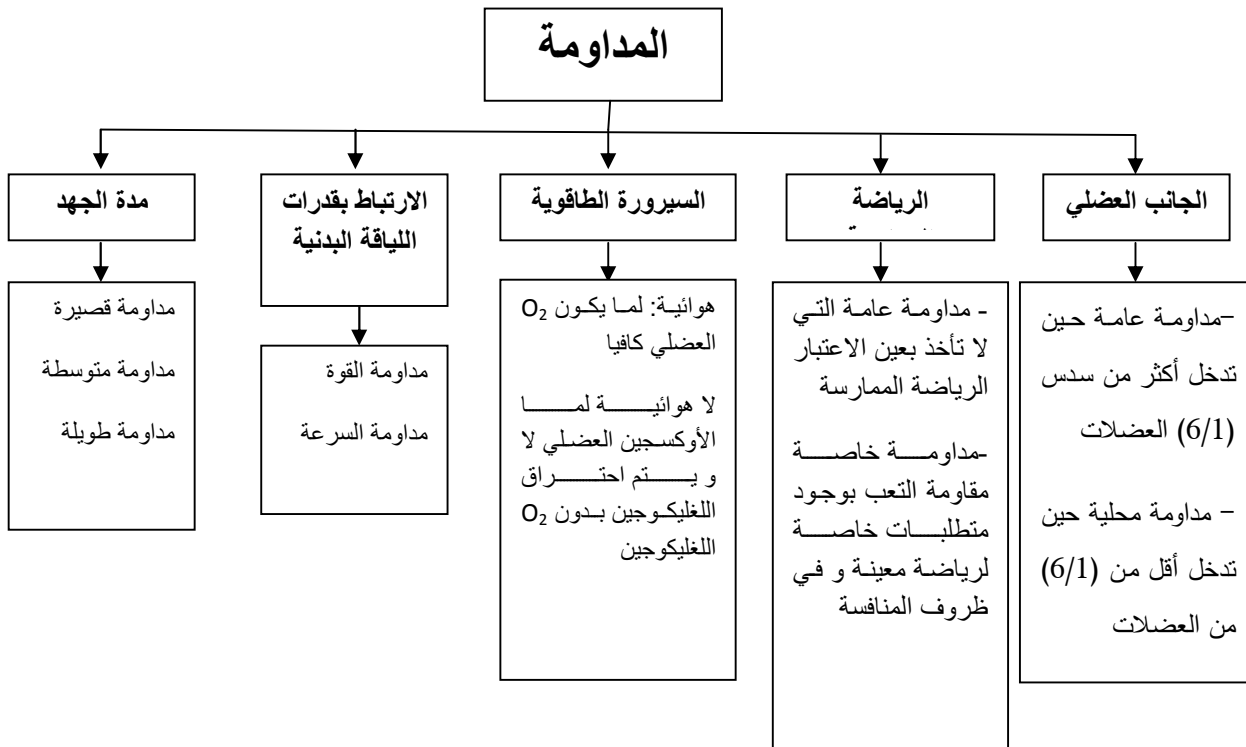 المداومة
الجانب العضلي
–مداومة عامة حين
تدخل أكثر من سدس
(6/1) العضلات
– مداومة محلية حين
تدخل أقل من (6/1)
من العضلات
الرياضة
- مداومة عامة التي
لا تأخذ بعين الاعتبار
الرياضة الممارسة
-مداومة خاصة
مقاومة التعب بوجود
متطلبات خاصة
لرياضة معينة و في
ظروف المنافسة
السيرورة الطاقوية
هوائية: لما يكون O₂
العضلي كافيا
لا هوائية لما
الأوكسجين العضلي لا
و يتم احتراق
اللغليكوجين بدون O₂
اللغليكوجين
الارتباط بقدرات
اللياقة البدنية
مداومة القوة
مداومة السرعة
مدة الجهد
مداومة قصيرة
مداومة متوسطة
مداومة طويلة